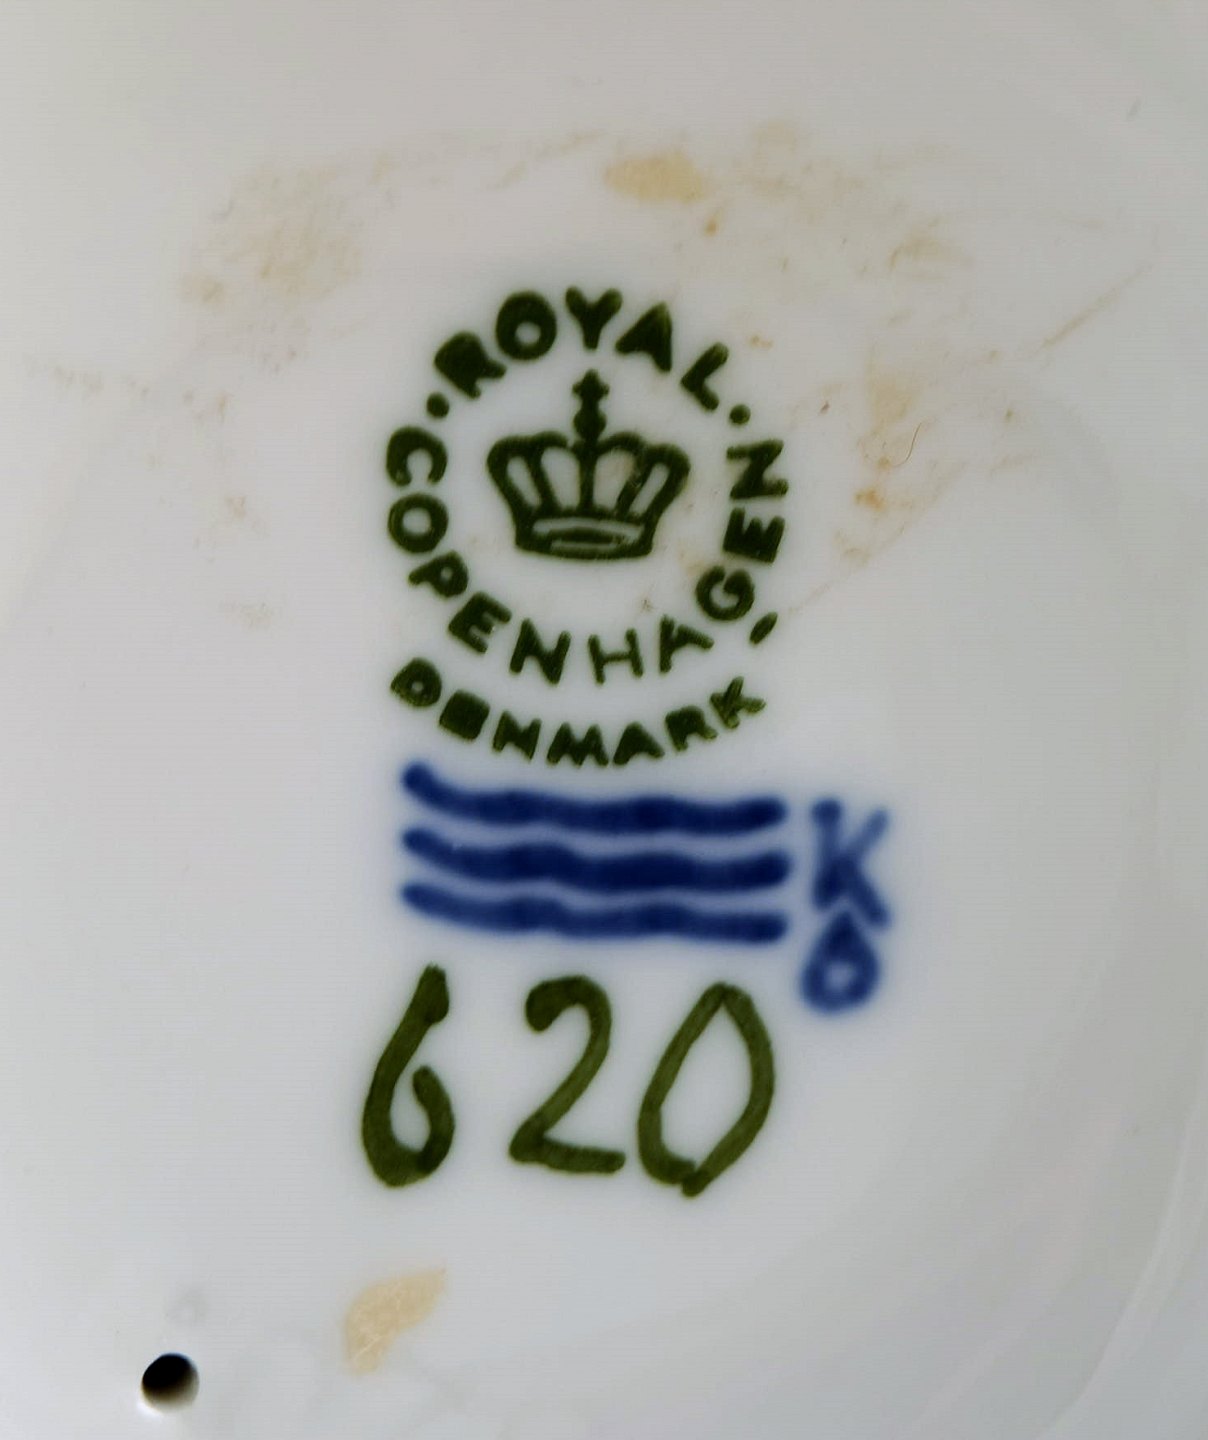 ·ROYAL·
COPENHAGEN
DENMARK
K
O
620